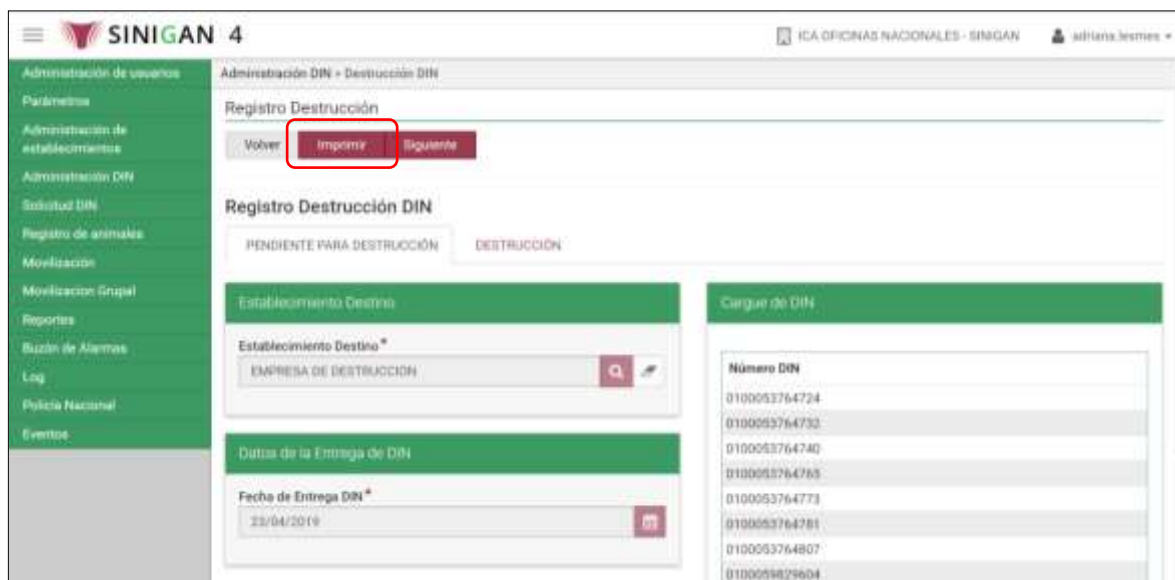 SINIGAN 4
ICA OFICINAS NACIONALES - SINIGAN
adriana.lesmes
Administración de usuarios
Parámetros
Administración de
establecimientos
Administración DIN
Solicitud DIN
Registro de animales
Movilización
Movilizacion Grupal
Reportes
Buzón de Alarmas
Log
Policía Nacional
Eventos
Administración DIN » Destrucción DIN
Registro Destrucción
Volver
Imprimir
Siguiente
Registro Destrucción DIN
PENDIENTE PARA DESTRUCCIÓN
DESTRUCCIÓN
Establecimiento Destino
Establecimiento Destino *
EMPRESA DE DESTRUCCION
Datos de la Entrega de DIN
Fecha de Entrega DIN *
23/04/2019
Cargue de DIN
Número DIN
0100053764724
0100053764732
0100053764740
0100053764765
0100053764773
0100053764781
0100053764807
0100059829604